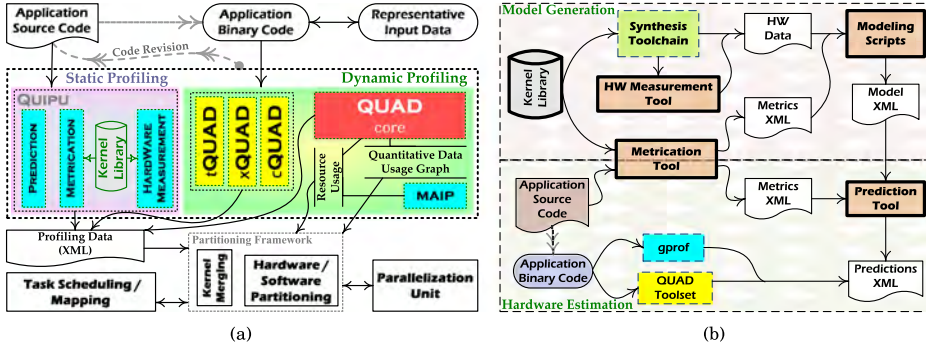 Application
Source Code
Application
Binary Code
Representative
Input Data
Code Revision
Static Profiling
Dynamic Profiling
QUIPU
PREDICTION
METRICATION
Kernel
Library
HARDWARE
MEASUREMENT
tQUAD
xQUAD
cQUAD
QUAD
core
Resource
Usage
Quantitative Data
Usage Graph
MAIP
Profiling Data
(XML)
Partitioning Framework
Kernel
Merging
Hardware /
Software
Partitioning
Task Scheduling /
Mapping
Parallelization
Unit
(a)
Model Generation
Kernel
Library
Synthesis
Toolchain
HW
Data
Modeling
Scripts
HW Measurement
Tool
Metrics
XML
Model
XML
Metrication
Tool
Application
Source
Code
Metrics
XML
Prediction
Tool
Application
Binary Code
gprof
QUAD
Toolset
Predictions
XML
Hardware Estimation
(b)